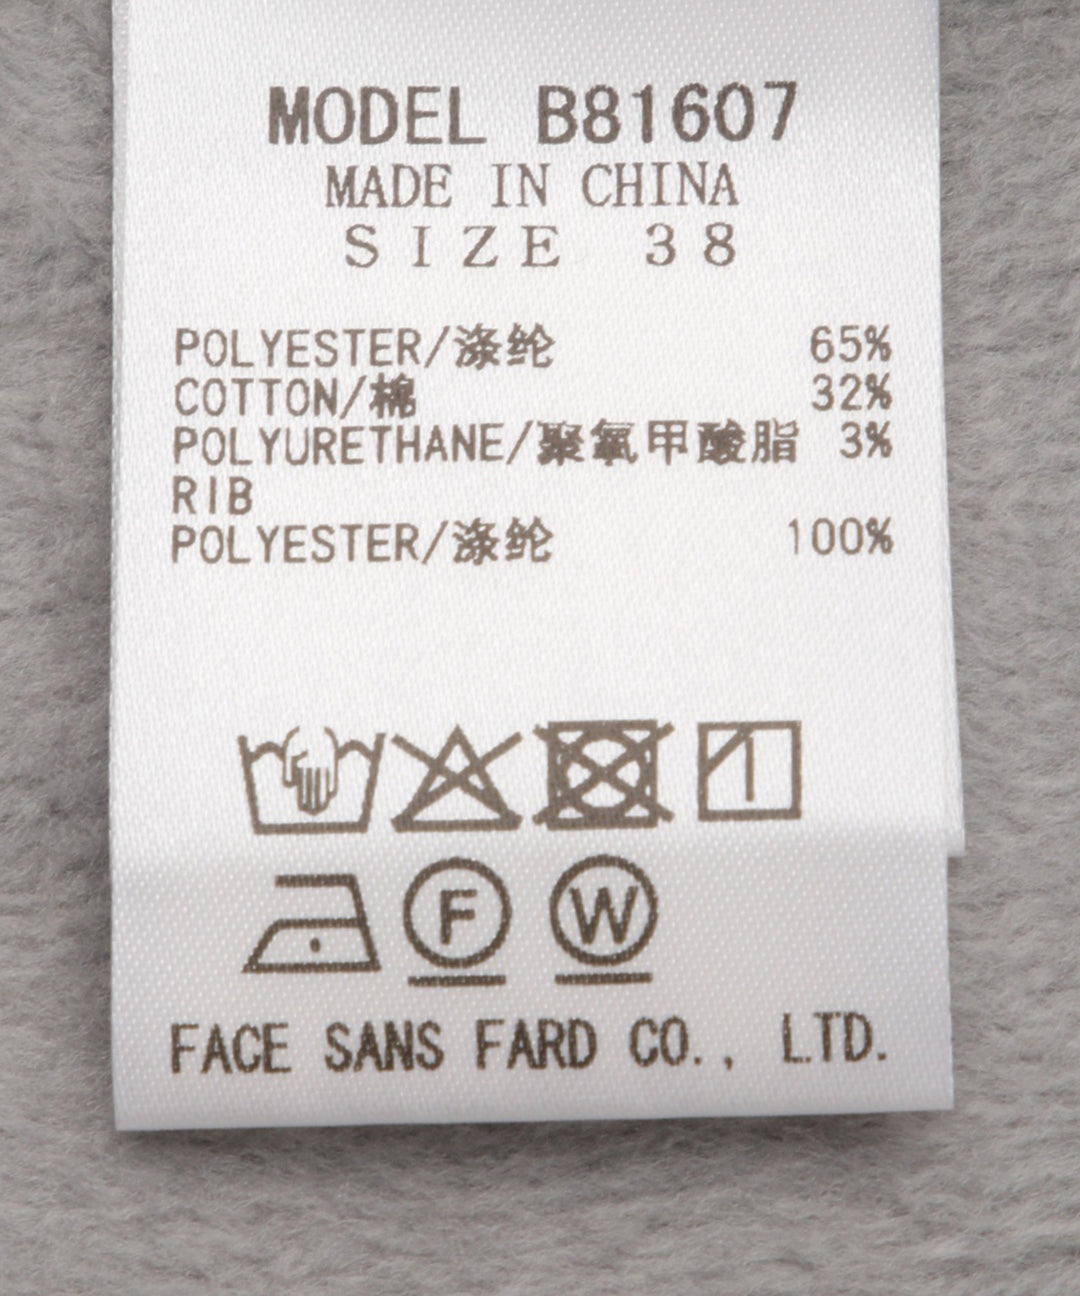 MODEL B81607
MADE IN CHINA
SIZE 38
POLYESTER/涤纶 65%
COTTON/棉 32%
POLYURETHANE/聚氧甲酸脂 3%
RIB
POLYESTER/涤纶 100%
F W
FACE SANS FARD CO., LTD.